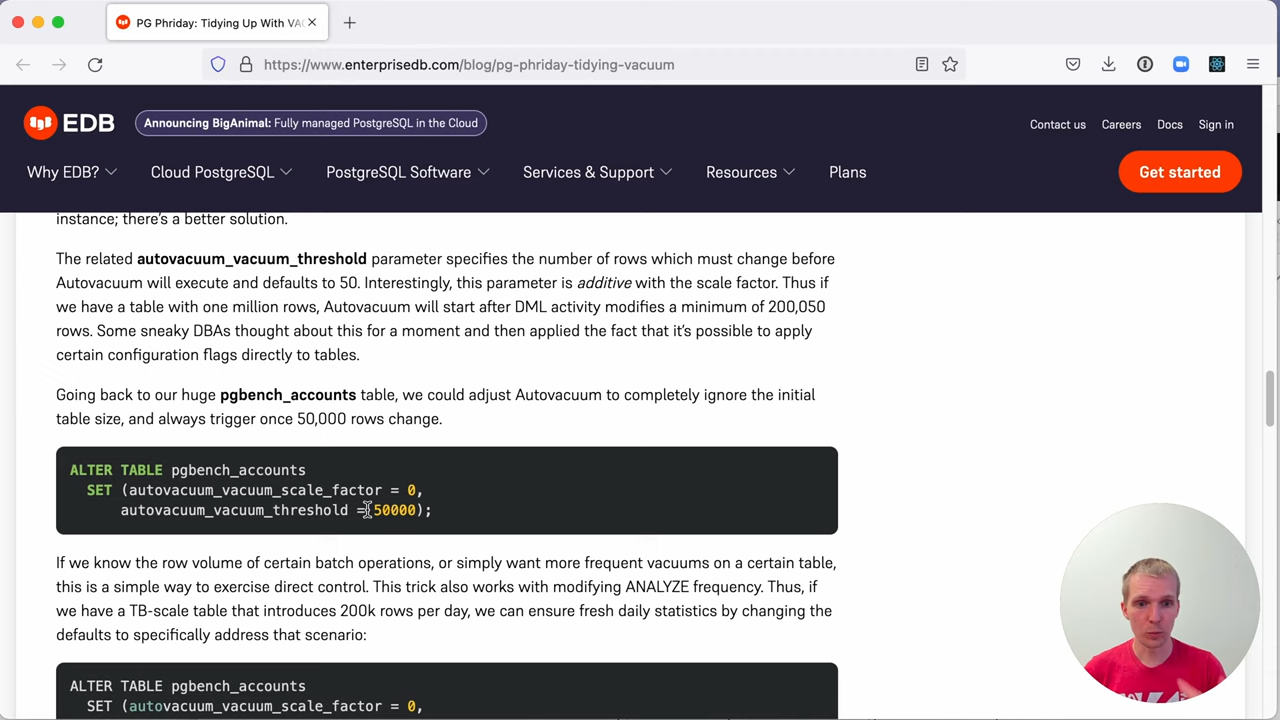 PG Phriday: Tidying Up With VAC
https://www.enterprisedb.com/blog/pg-phriday-tidying-vacuum
EDB
Announcing BigAnimal: Fully managed PostgreSQL in the Cloud
Contact us Careers Docs Sign in
Why EDB? Cloud PostgreSQL PostgreSQL Software Services & Support Resources Plans
Get started
instance; there's a better solution.
The related autovacuum_vacuum_threshold parameter specifies the number of rows which must change before
Autovacuum will execute and defaults to 50. Interestingly, this parameter is additive with the scale factor. Thus if
we have a table with one million rows, Autovacuum will start after DML activity modifies a minimum of 200,050
rows. Some sneaky DBAs thought about this for a moment and then applied the fact that it's possible to apply
certain configuration flags directly to tables.
Going back to our huge pgbench_accounts table, we could adjust Autovacuum to completely ignore the initial
table size, and always trigger once 50,000 rows change.
ALTER TABLE pgbench_accounts
SET (autovacuum_vacuum_scale_factor = 0,
autovacuum_vacuum_threshold = 50000);
If we know the row volume of certain batch operations, or simply want more frequent vacuums on a certain table,
this is a simple way to exercise direct control. This trick also works with modifying ANALYZE frequency. Thus, if
we have a TB-scale table that introduces 200k rows per day, we can ensure fresh daily statistics by changing the
defaults to specifically address that scenario:
ALTER TABLE pgbench_accounts
SET (autovacuum_vacuum_scale_factor = 0,